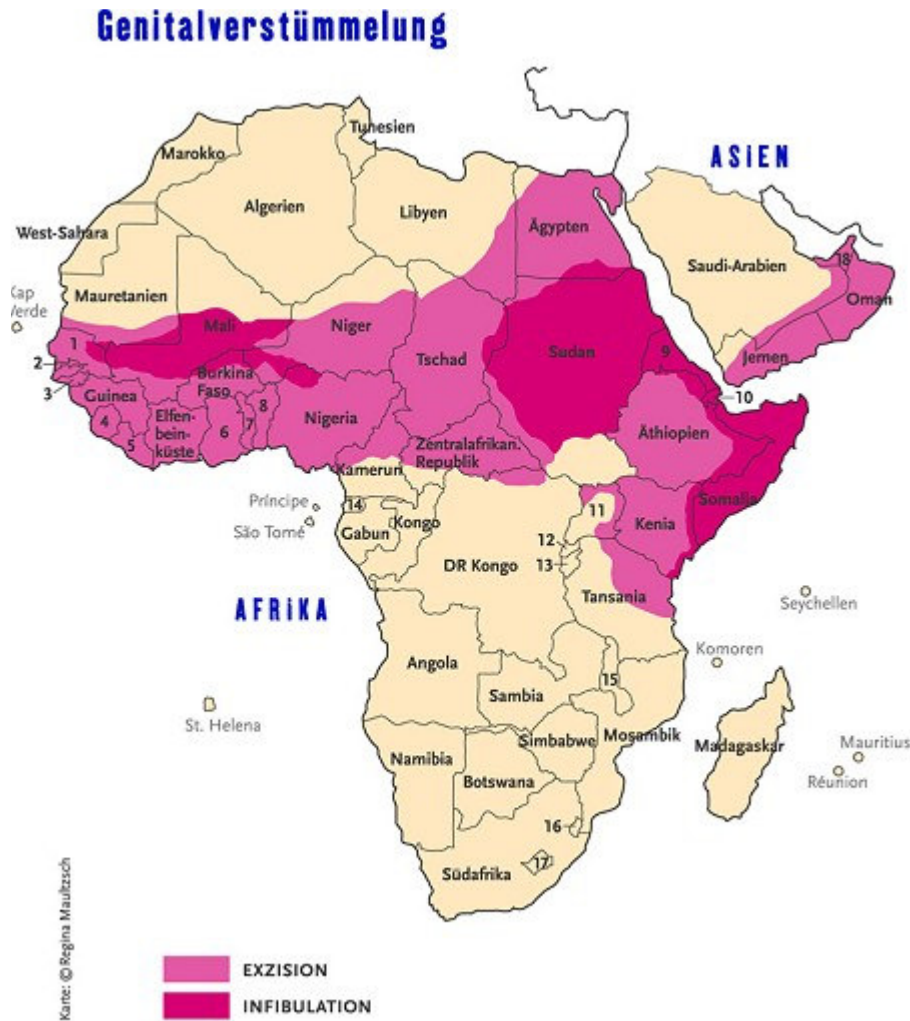 Genitalverstümmelung
Tunesien
Marokko
ASiEN
Algerien
Libyen
Ägypten
West-Sahara
Saudi-Arabien
18
Mauretanien
Oman
Kap
Verde
Mali
Niger
1
Tschad
Sudan
9
Jemen
2
Burkina
Faso
10
3
Guinea
8
4
Elfen-
bein-
küste
6
7
Nigeria
Äthiopien
5
Zentralafrikan.
Republik
Kamerun
Somalia
Príncipe
14
11
Kenia
São Tomé
Gabun
Kongo
12
13
DR Kongo
Tansania
AFRiKA
Seychellen
Komoren
Angola
15
Sambia
St. Helena
Simbabwe
Mosambik
Madagaskar
Mauritius
Namibia
Botswana
Réunion
16
17
Südafrika
Karte: © Regina Maultzsch
EXZISION
INFIBULATION